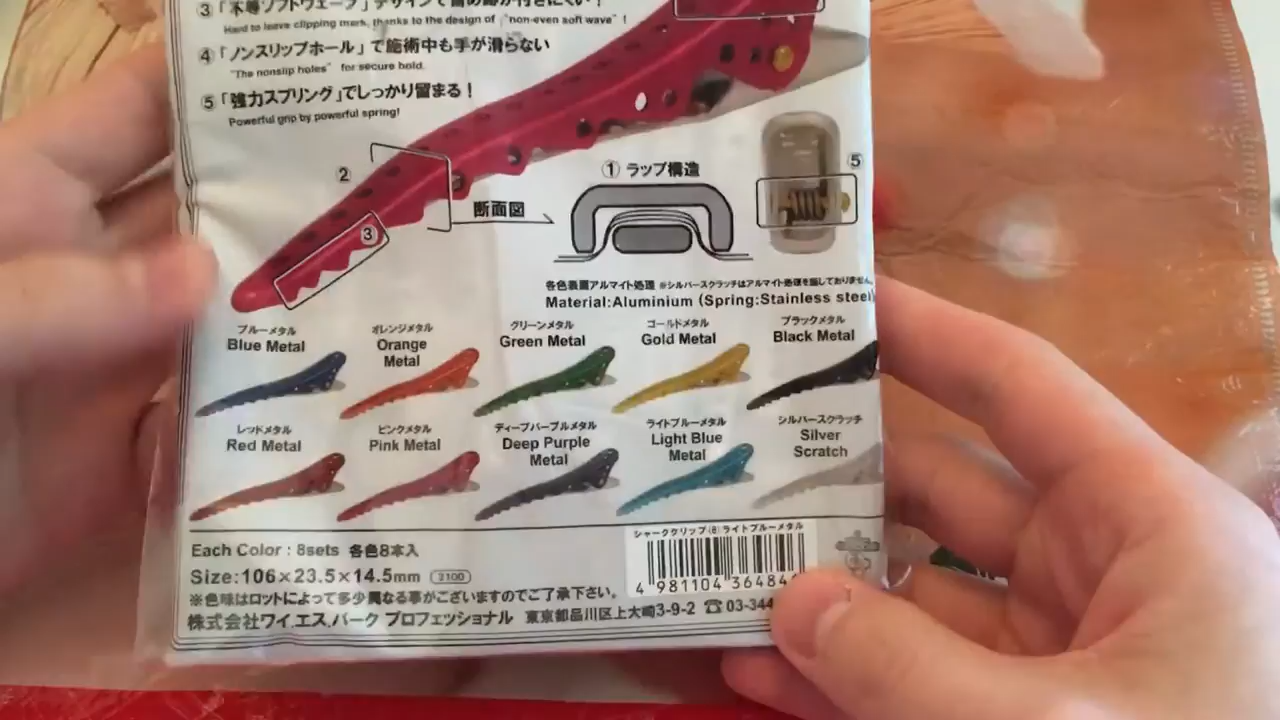 ③「不等ソフトウェーブ」デザインで留め跡が付きにくい!
Hard to leave clipping mark, thanks to the design of "non-even soft wave" !
④「ノンスリップホール」で施術中も手が滑らない
"The nonslip holes" for secure hold.
⑤「強力スプリング」でしっかり留まる!
Powerful grip by powerful spring!
②
③
断面図
① ラップ構造
⑤
各色表面アルマイト処理 ※シルバースクラッチはアルマイト処理を施しておりません
Material:Aluminium (Spring:Stainless steel)
ブルーメタル
Blue Metal
オレンジメタル
Orange
Metal
グリーンメタル
Green Metal
ゴールドメタル
Gold Metal
ブラックメタル
Black Metal
レッドメタル
Red Metal
ピンクメタル
Pink Metal
ディープパープルメタル
Deep Purple
Metal
ライトブルーメタル
Light Blue
Metal
シルバースクラッチ
Silver
Scratch
Each Color : 8sets 各色8本入
Size:106×23.5×14.5mm 2100
※色味はロットによって多少異なる事がございますのでご了承下さい。
株式会社ワイ.エス.パーク プロフェッショナル 東京都品川区上大崎3-9-2 ☎03-344
シャーククリップ(8)ライトブルーメタル
4 981104 36484